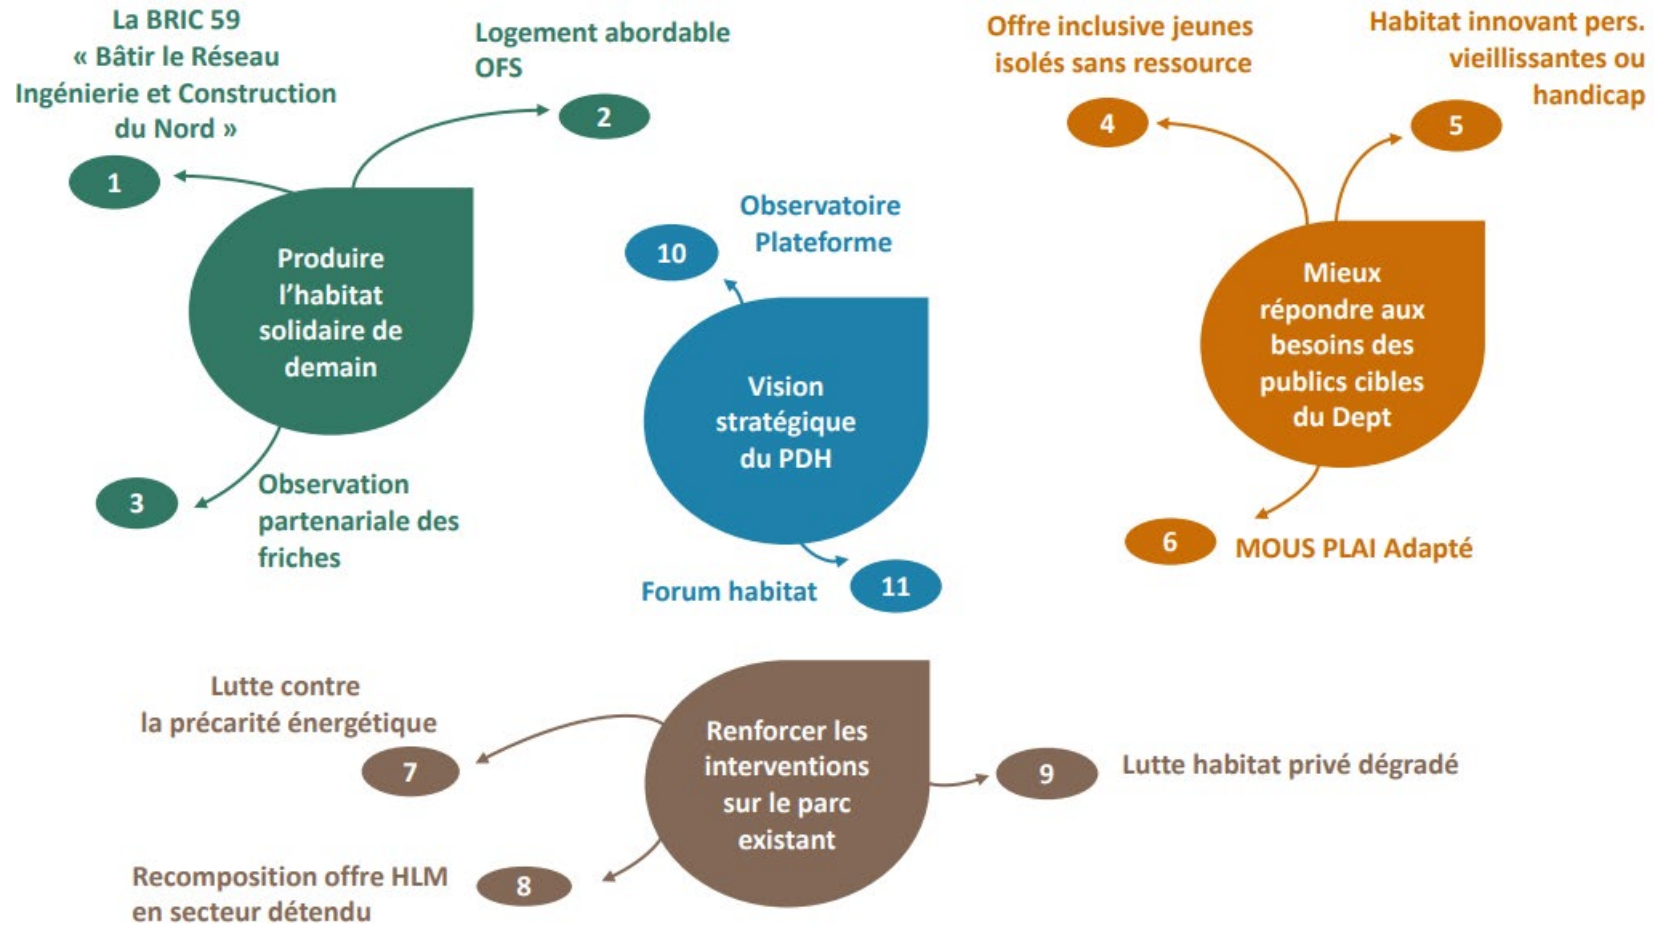 La BRIC 59
« Bâtir le Réseau
Ingénierie et Construction
du Nord »
1
Logement abordable
OFS
2
Produire
l’habitat
solidaire de
demain
3
Observation
partenariale des
friches
Observatoire
Plateforme
10
Vision
stratégique
du PDH
Forum habitat
11
Offre inclusive jeunes
isolés sans ressource
4
Habitat innovant pers.
vieillissantes ou
handicap
5
Mieux
répondre aux
besoins des
publics cibles
du Dept
6
MOUS PLAI Adapté
Lutte contre
la précarité énergétique
7
Renforcer les
interventions
sur le parc
existant
9
Lutte habitat privé dégradé
Recomposition offre HLM
en secteur détendu
8